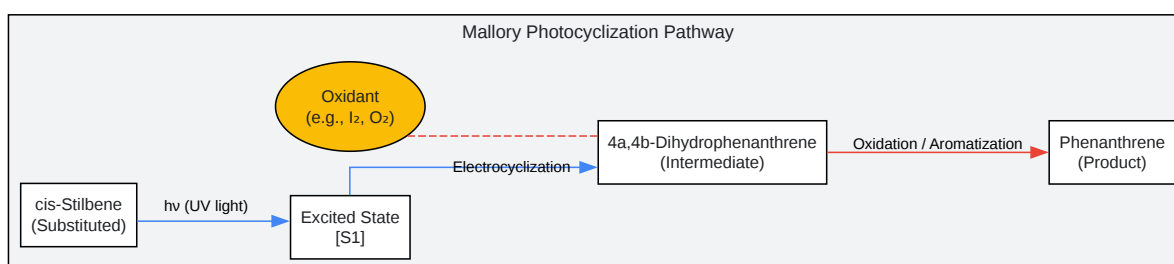 Mallory Photocyclization Pathway
Oxidant
(e.g., I₂, O₂)
4a,4b-Dihydrophenanthrene
(Intermediate)
Oxidation / Aromatization
Phenanthrene
(Product)
Electrocyclization
cis-Stilbene
(Substituted)
hν (UV light)
Excited State
[S1]